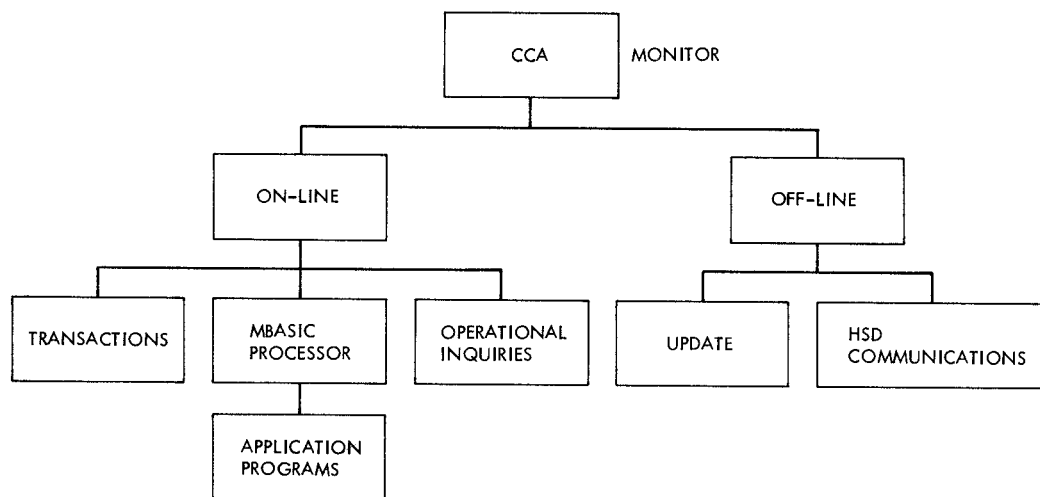 CCA
MONITOR
ON-LINE
OFF-LINE
TRANSACTIONS
MBASIC
PROCESSOR
OPERATIONAL
INQUIRIES
UPDATE
HSD
COMMUNICATIONS
APPLICATION
PROGRAMS